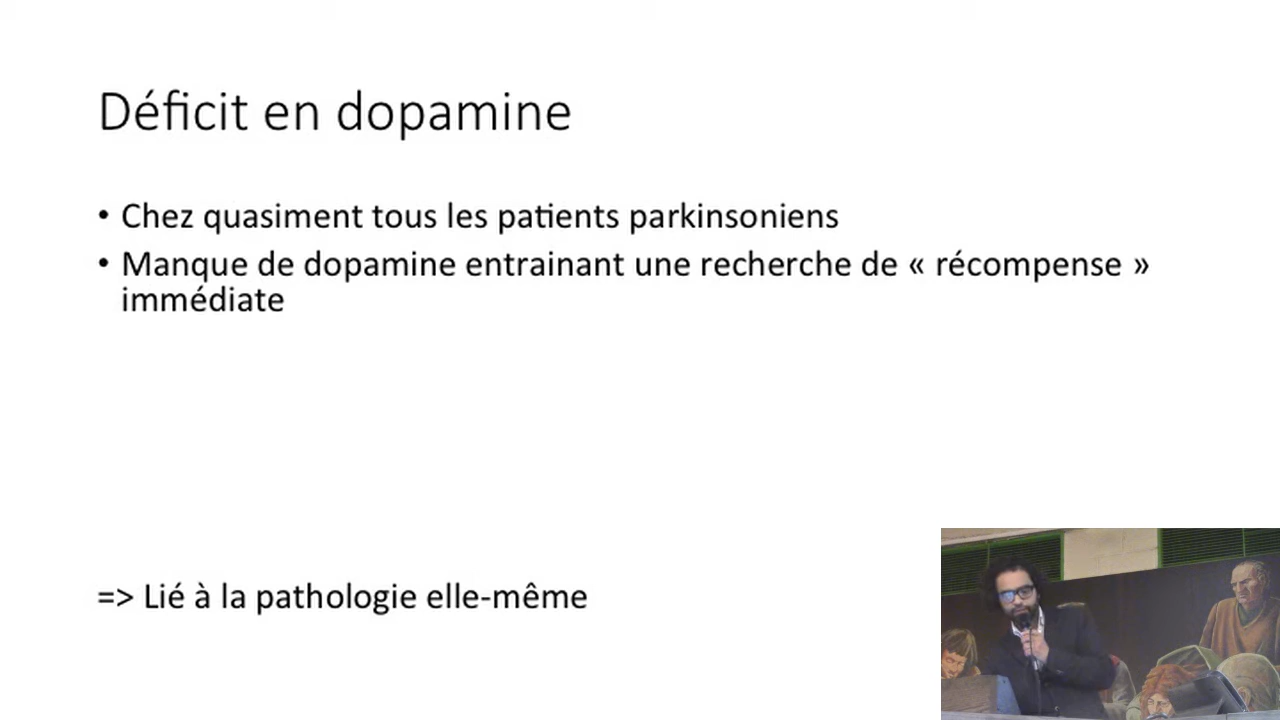 Déficit en dopamine
• Chez quasiment tous les patients parkinsoniens
• Manque de dopamine entrainant une recherche de « récompense »
immédiate
=> Lié à la pathologie elle-même